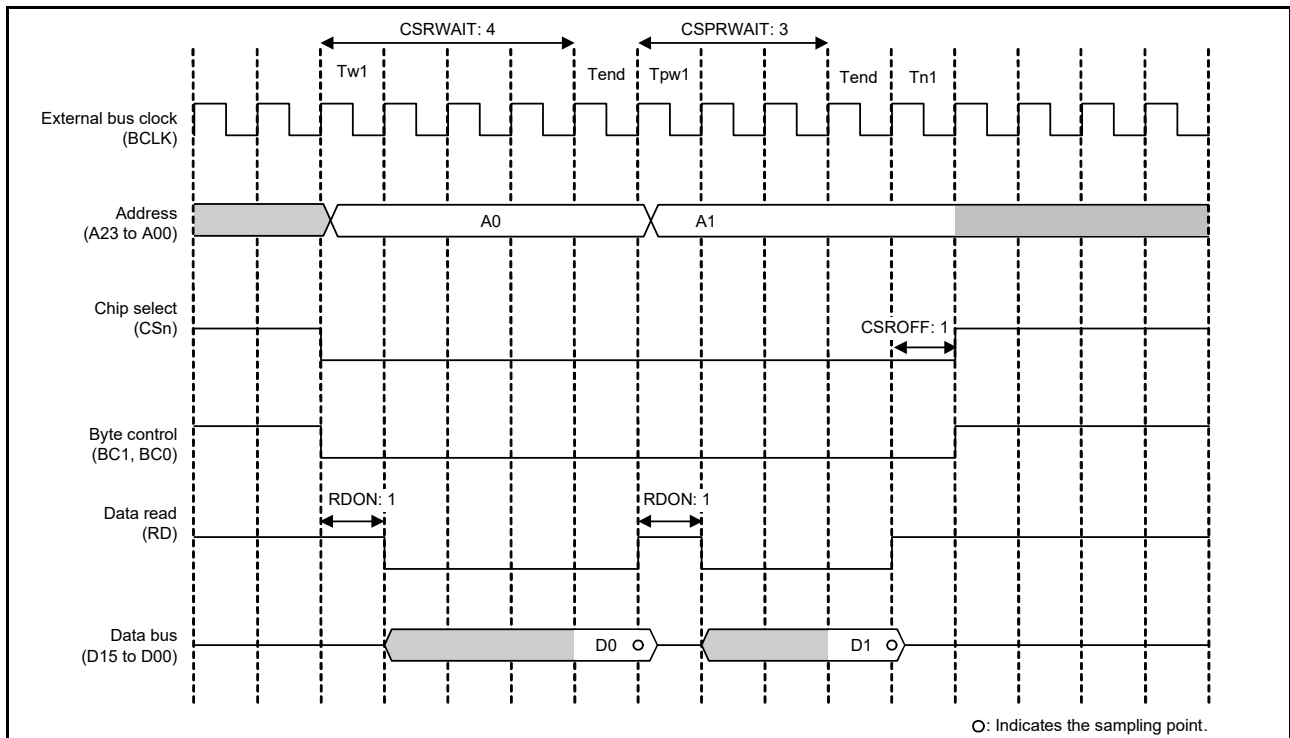 CSRWAIT: 4 CSPRWAIT: 3
Tw1 Tend Tpw1 Tend Tn1
External bus clock
(BCLK)
Address
(A23 to A00)
A0 A1
Chip select
(CSn)
CSROFF: 1
Byte control
(BC1, BC0)
RDON: 1 RDON: 1
Data read
(RD)
Data bus
(D15 to D00)
D0 D1
O: Indicates the sampling point.